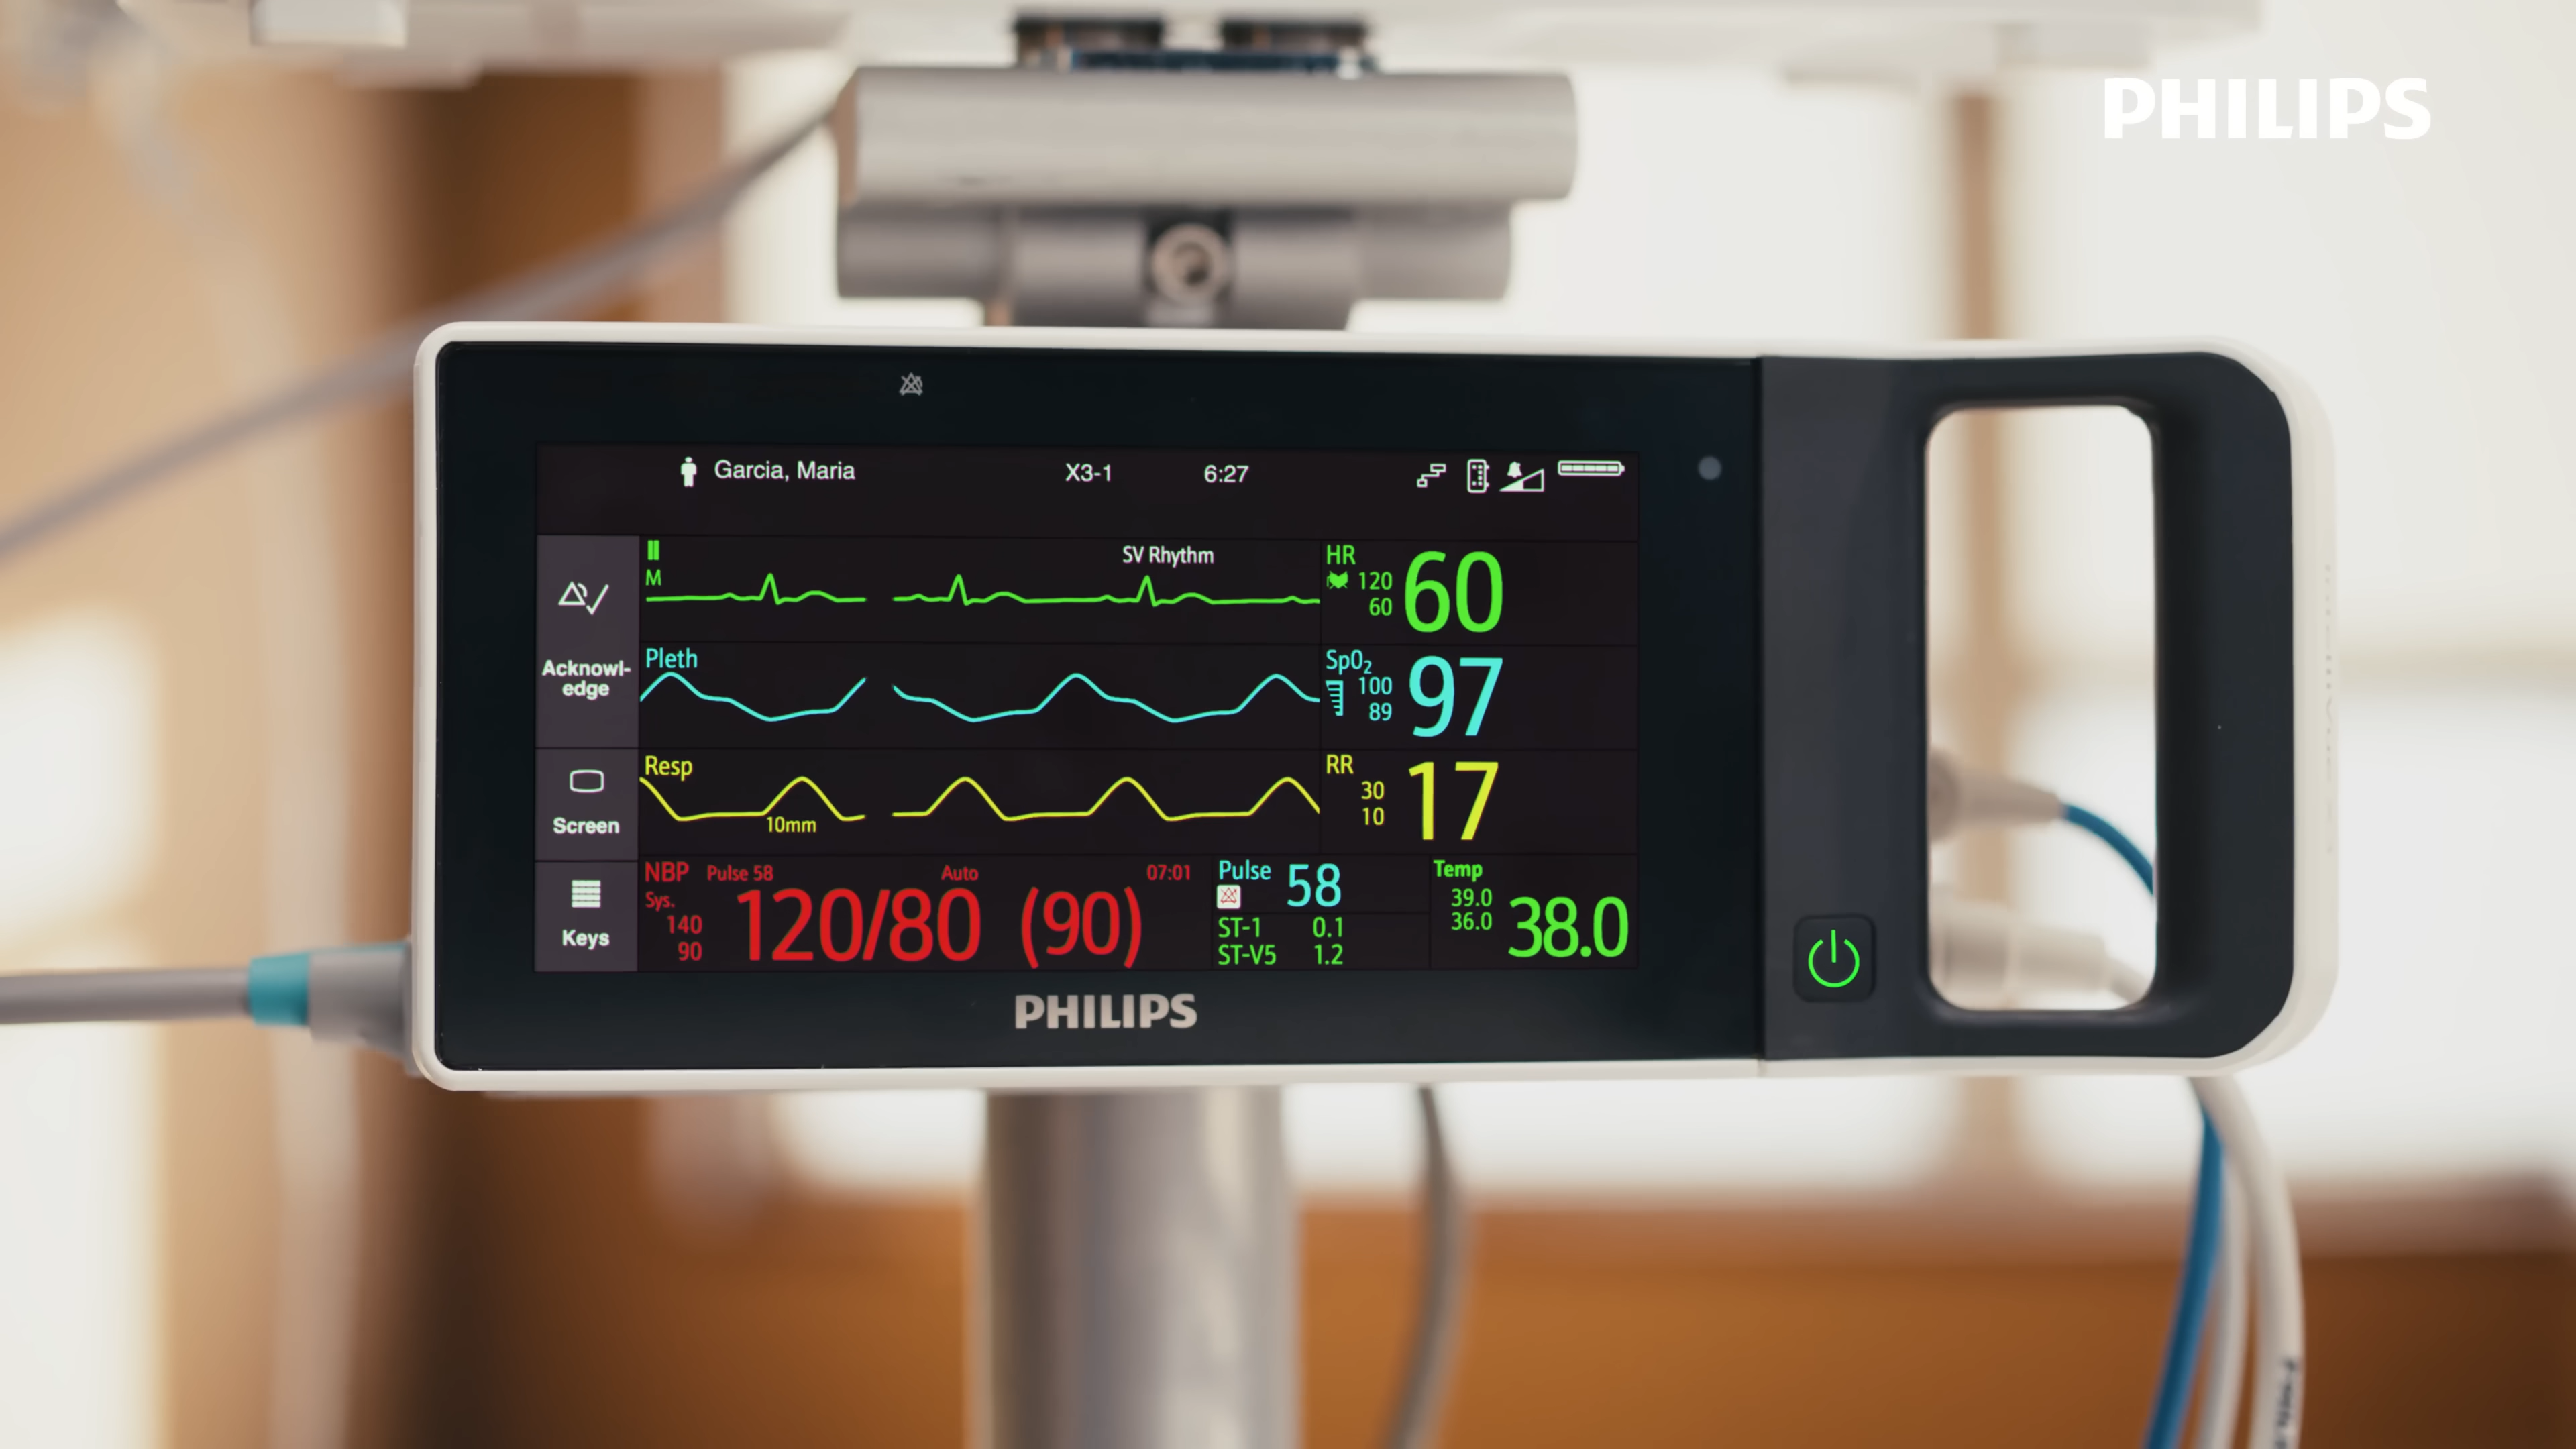 PHILIPS
Garcia, Maria X3-1 6:27
II
M
SV Rhythm
HR
120
60
60
Acknowl-
edge
Pleth
SpO₂
100
89
97
Screen
Resp
10mm
RR
30
10
17
Keys
NBP Pulse 58 Auto 07:01
Sys.
140
90
120/80 (90)
Pulse 58
ST-1 0.1
ST-V5 1.2
Temp
39.0
36.0
38.0
PHILIPS